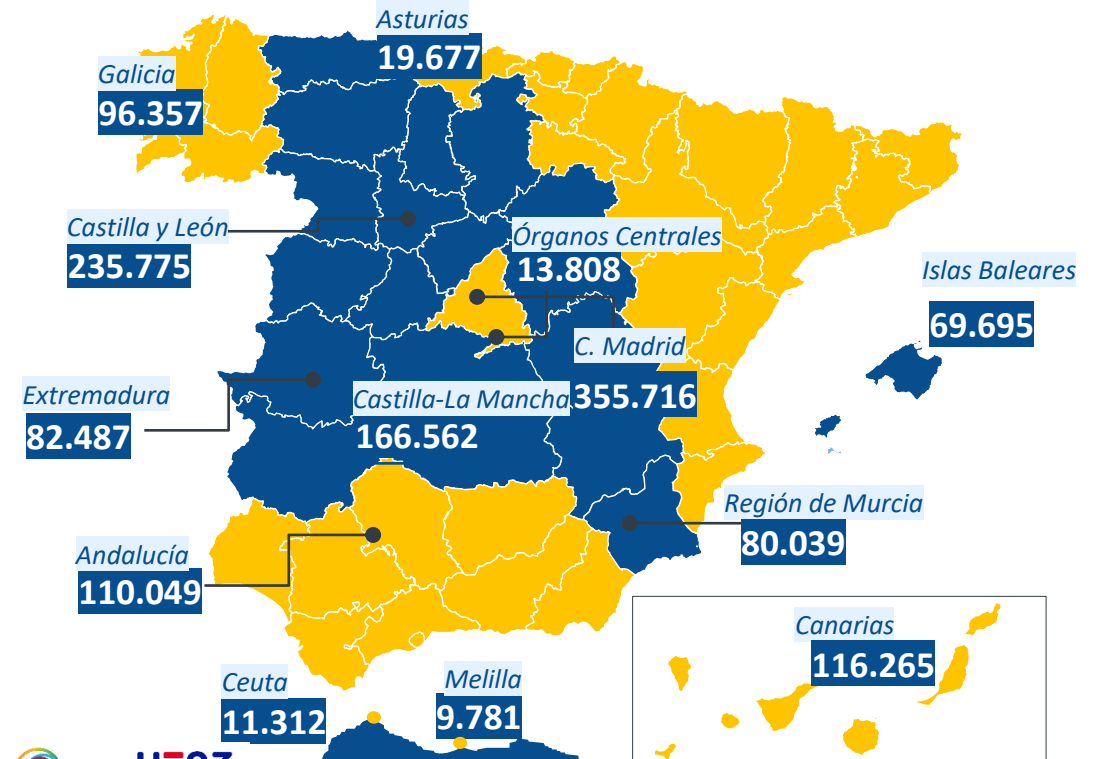 Asturias
19.677
Galicia
96.357
Castilla y León
235.775
Órganos Centrales
13.808
Islas Baleares
69.695
C. Madrid
355.716
Extremadura
82.487
Castilla-La Mancha
166.562
Región de Murcia
80.039
Andalucía
110.049
Canarias
116.265
Ceuta
11.312
Melilla
9.781